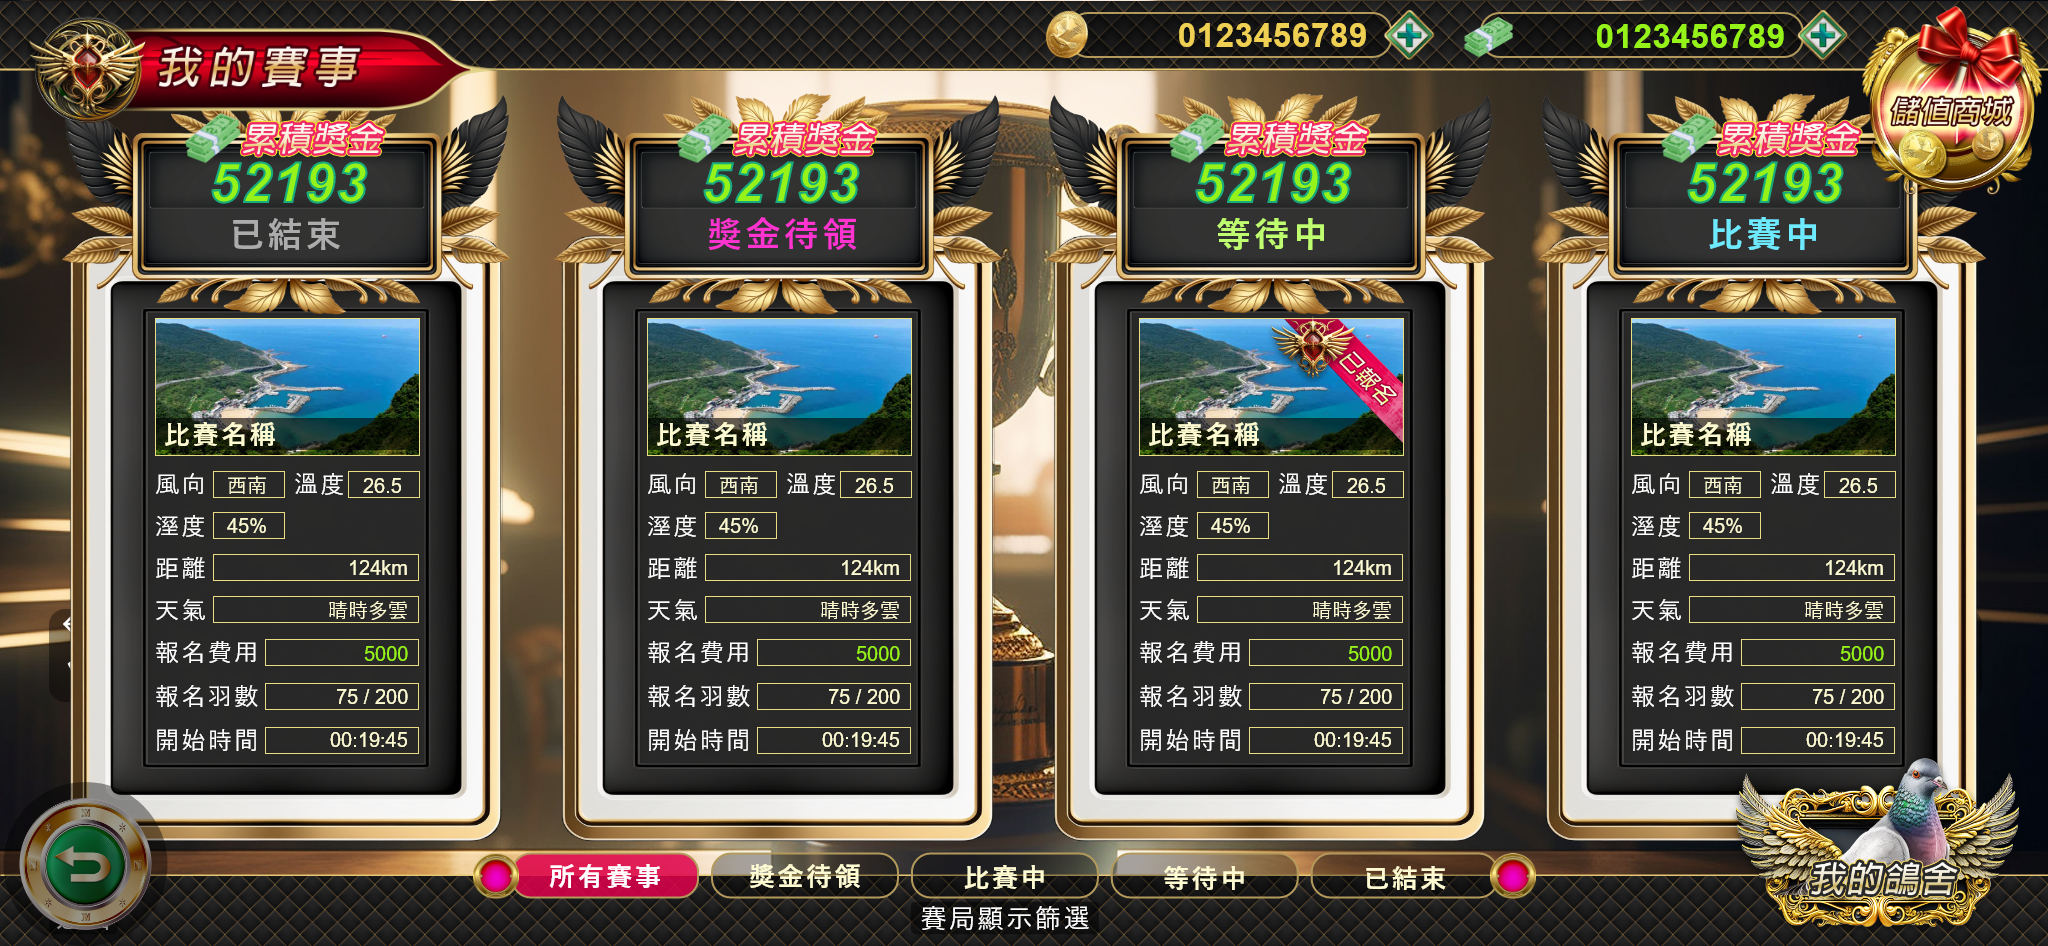 我的賽事
0123456789
0123456789
儲值商城
累積獎金
52193
已結束
比賽名稱
風向 西南 溫度 26.5
溼度 45%
距離 124km
天氣 晴時多雲
報名費用 5000
報名羽數 75 / 200
開始時間 00:19:45
累積獎金
52193
獎金待領
比賽名稱
風向 西南 溫度 26.5
溼度 45%
距離 124km
天氣 晴時多雲
報名費用 5000
報名羽數 75 / 200
開始時間 00:19:45
累積獎金
52193
等待中
已報名
比賽名稱
風向 西南 溫度 26.5
溼度 45%
距離 124km
天氣 晴時多雲
報名費用 5000
報名羽數 75 / 200
開始時間 00:19:45
累積獎金
52193
比賽中
比賽名稱
風向 西南 溫度 26.5
溼度 45%
距離 124km
天氣 晴時多雲
報名費用 5000
報名羽數 75 / 200
開始時間 00:19:45
所有賽事 獎金待領 比賽中 等待中 已結束
賽局顯示篩選
我的鴿舍